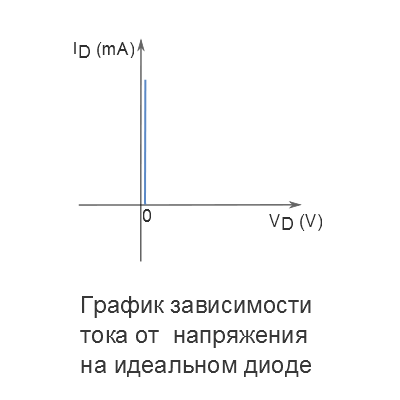 ID (mA)
0
VD (V)
График зависимости
тока от напряжения
на идеальном диоде